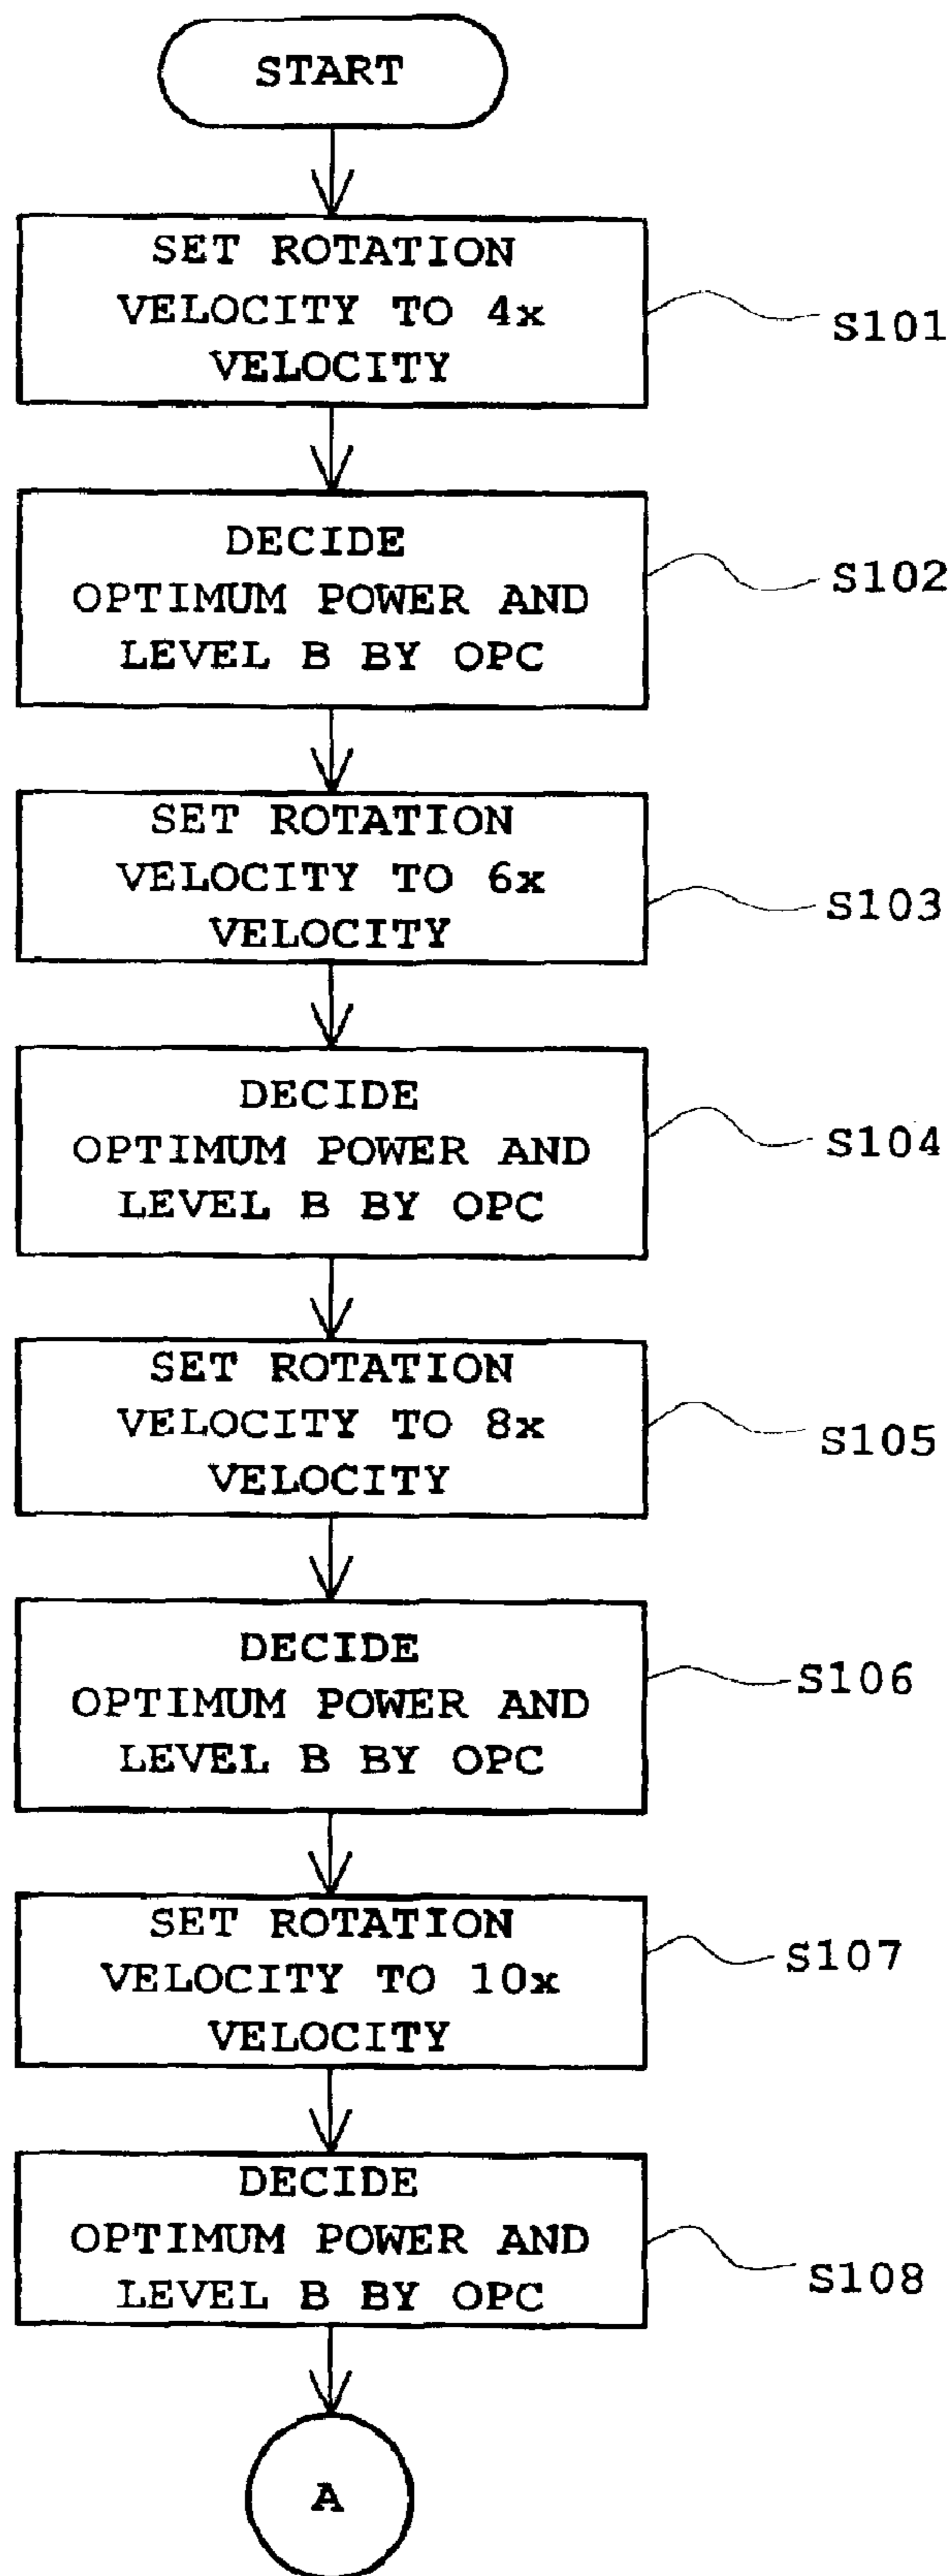 START
SET ROTATION
VELOCITY TO 4x
VELOCITY
S101
DECIDE
OPTIMUM POWER AND
LEVEL B BY OPC
S102
SET ROTATION
VELOCITY TO 6x
VELOCITY
S103
DECIDE
OPTIMUM POWER AND
LEVEL B BY OPC
S104
SET ROTATION
VELOCITY TO 8x
VELOCITY
S105
DECIDE
OPTIMUM POWER AND
LEVEL B BY OPC
S106
SET ROTATION
VELOCITY TO 10x
VELOCITY
S107
DECIDE
OPTIMUM POWER AND
LEVEL B BY OPC
S108
A